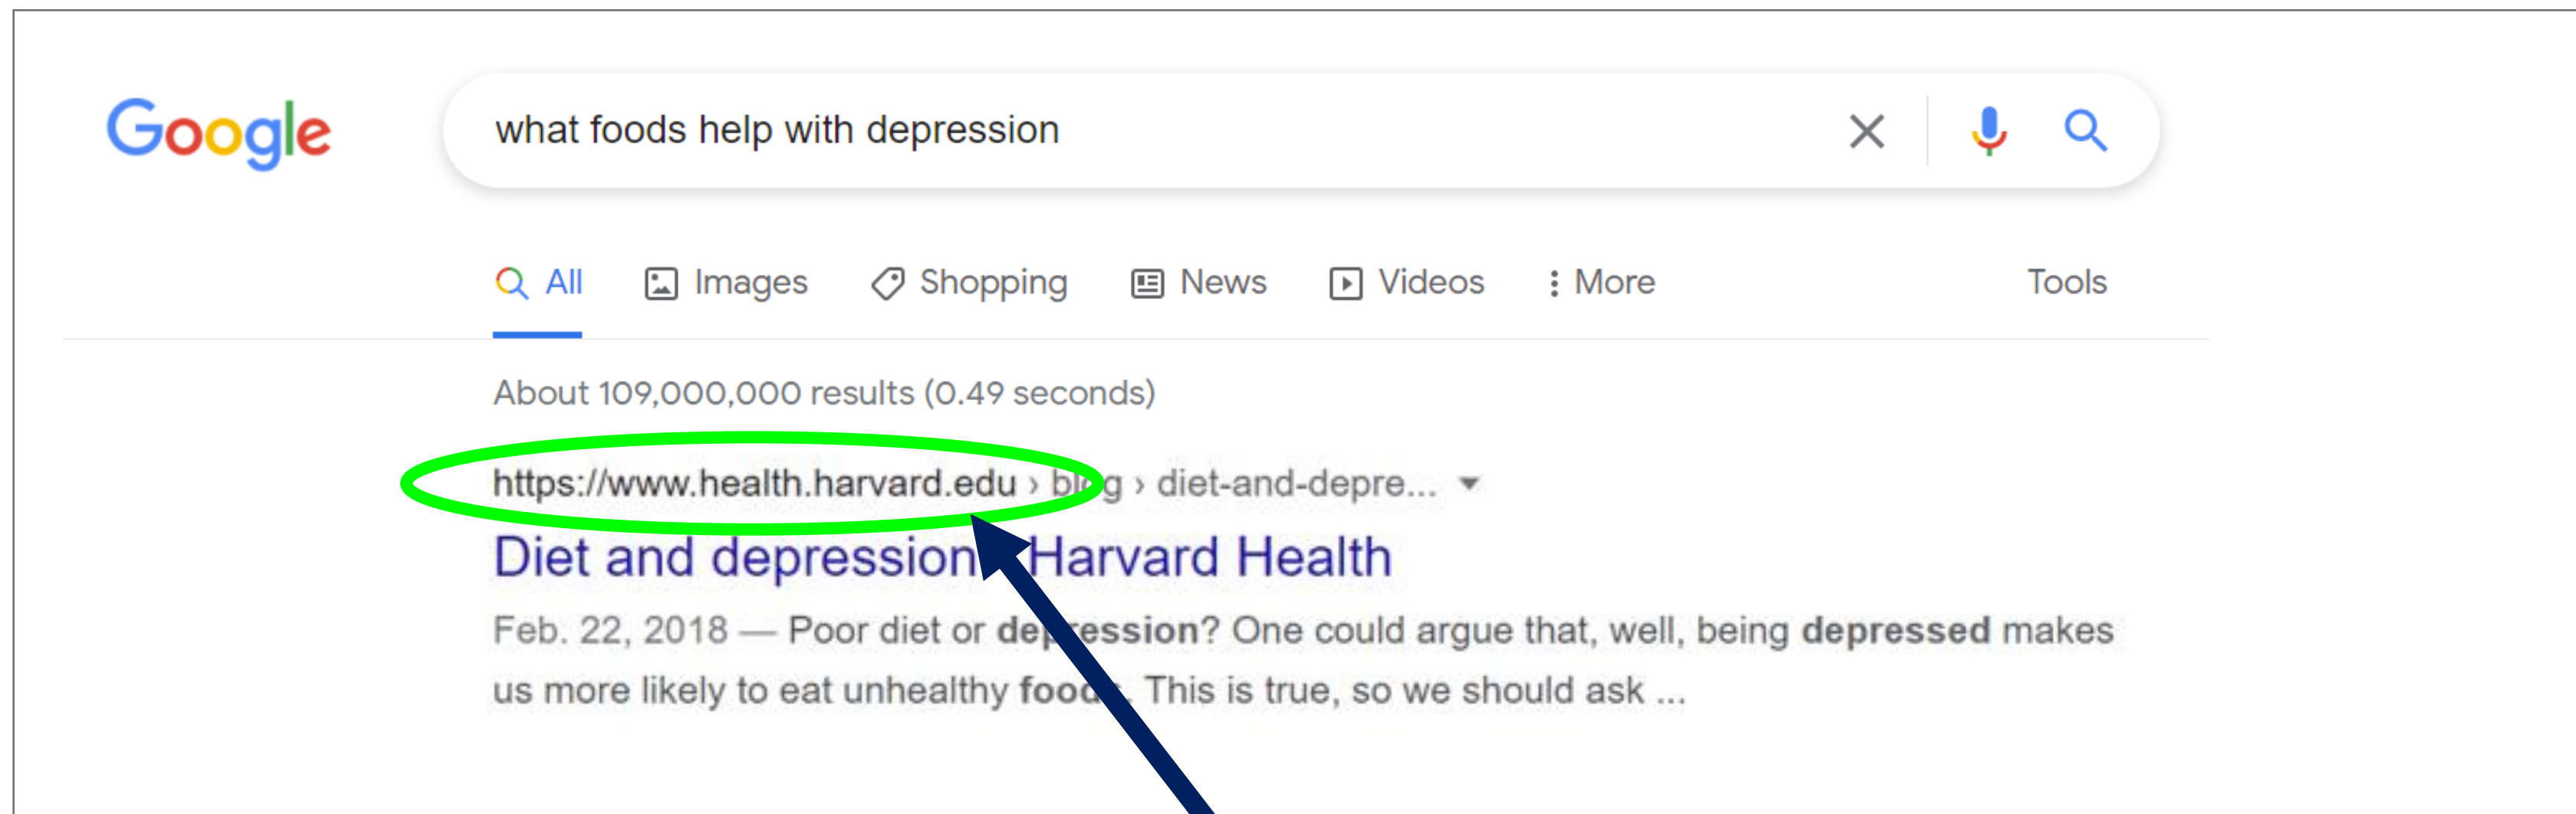 Google
what foods help with depression
All Images Shopping News Videos More Tools
About 109,000,000 results (0.49 seconds)
https://www.health.harvard.edu › blog › diet-and-depre...
Diet and depression Harvard Health
Feb. 22, 2018 — Poor diet or depression? One could argue that, well, being depressed makes
us more likely to eat unhealthy foods. This is true, so we should ask ...